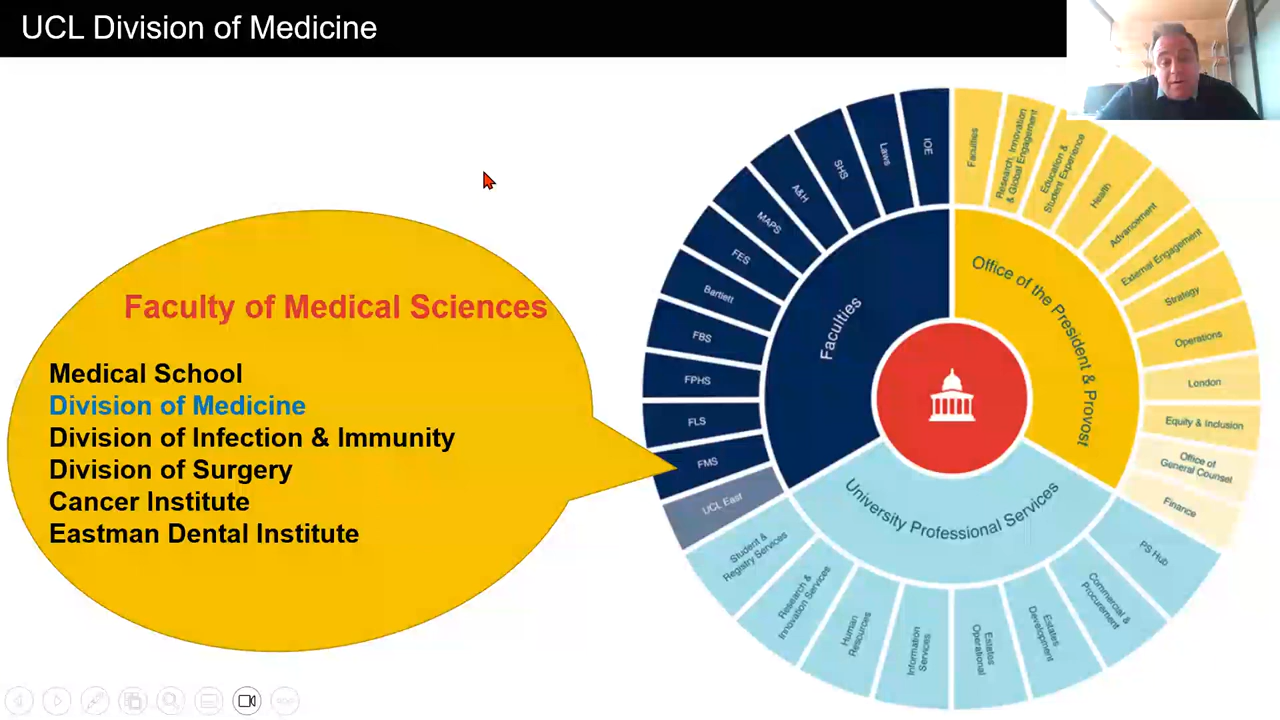 UCL Division of Medicine
Faculty of Medical Sciences
Medical School
Division of Medicine
Division of Infection & Immunity
Division of Surgery
Cancer Institute
Eastman Dental Institute
Faculties
IOE
Laws
SHS
A&H
MAPS
FES
Bartlett
FBS
FPHS
FLS
FMS
UCL East
Office of the President & Provost
Faculties
Research, Innovation
& Global Engagement
Education &
Student Experience
Health
Advancement
External Engagement
Strategy
Operations
London
Equity & Inclusion
Office of
General Counsel
Finance
University Professional Services
Student &
Registry Services
Research &
Innovation Services
Human
Resources
Information
Services
Estates
Operational
Estates
Development
Commercial &
Procurement
PS Hub